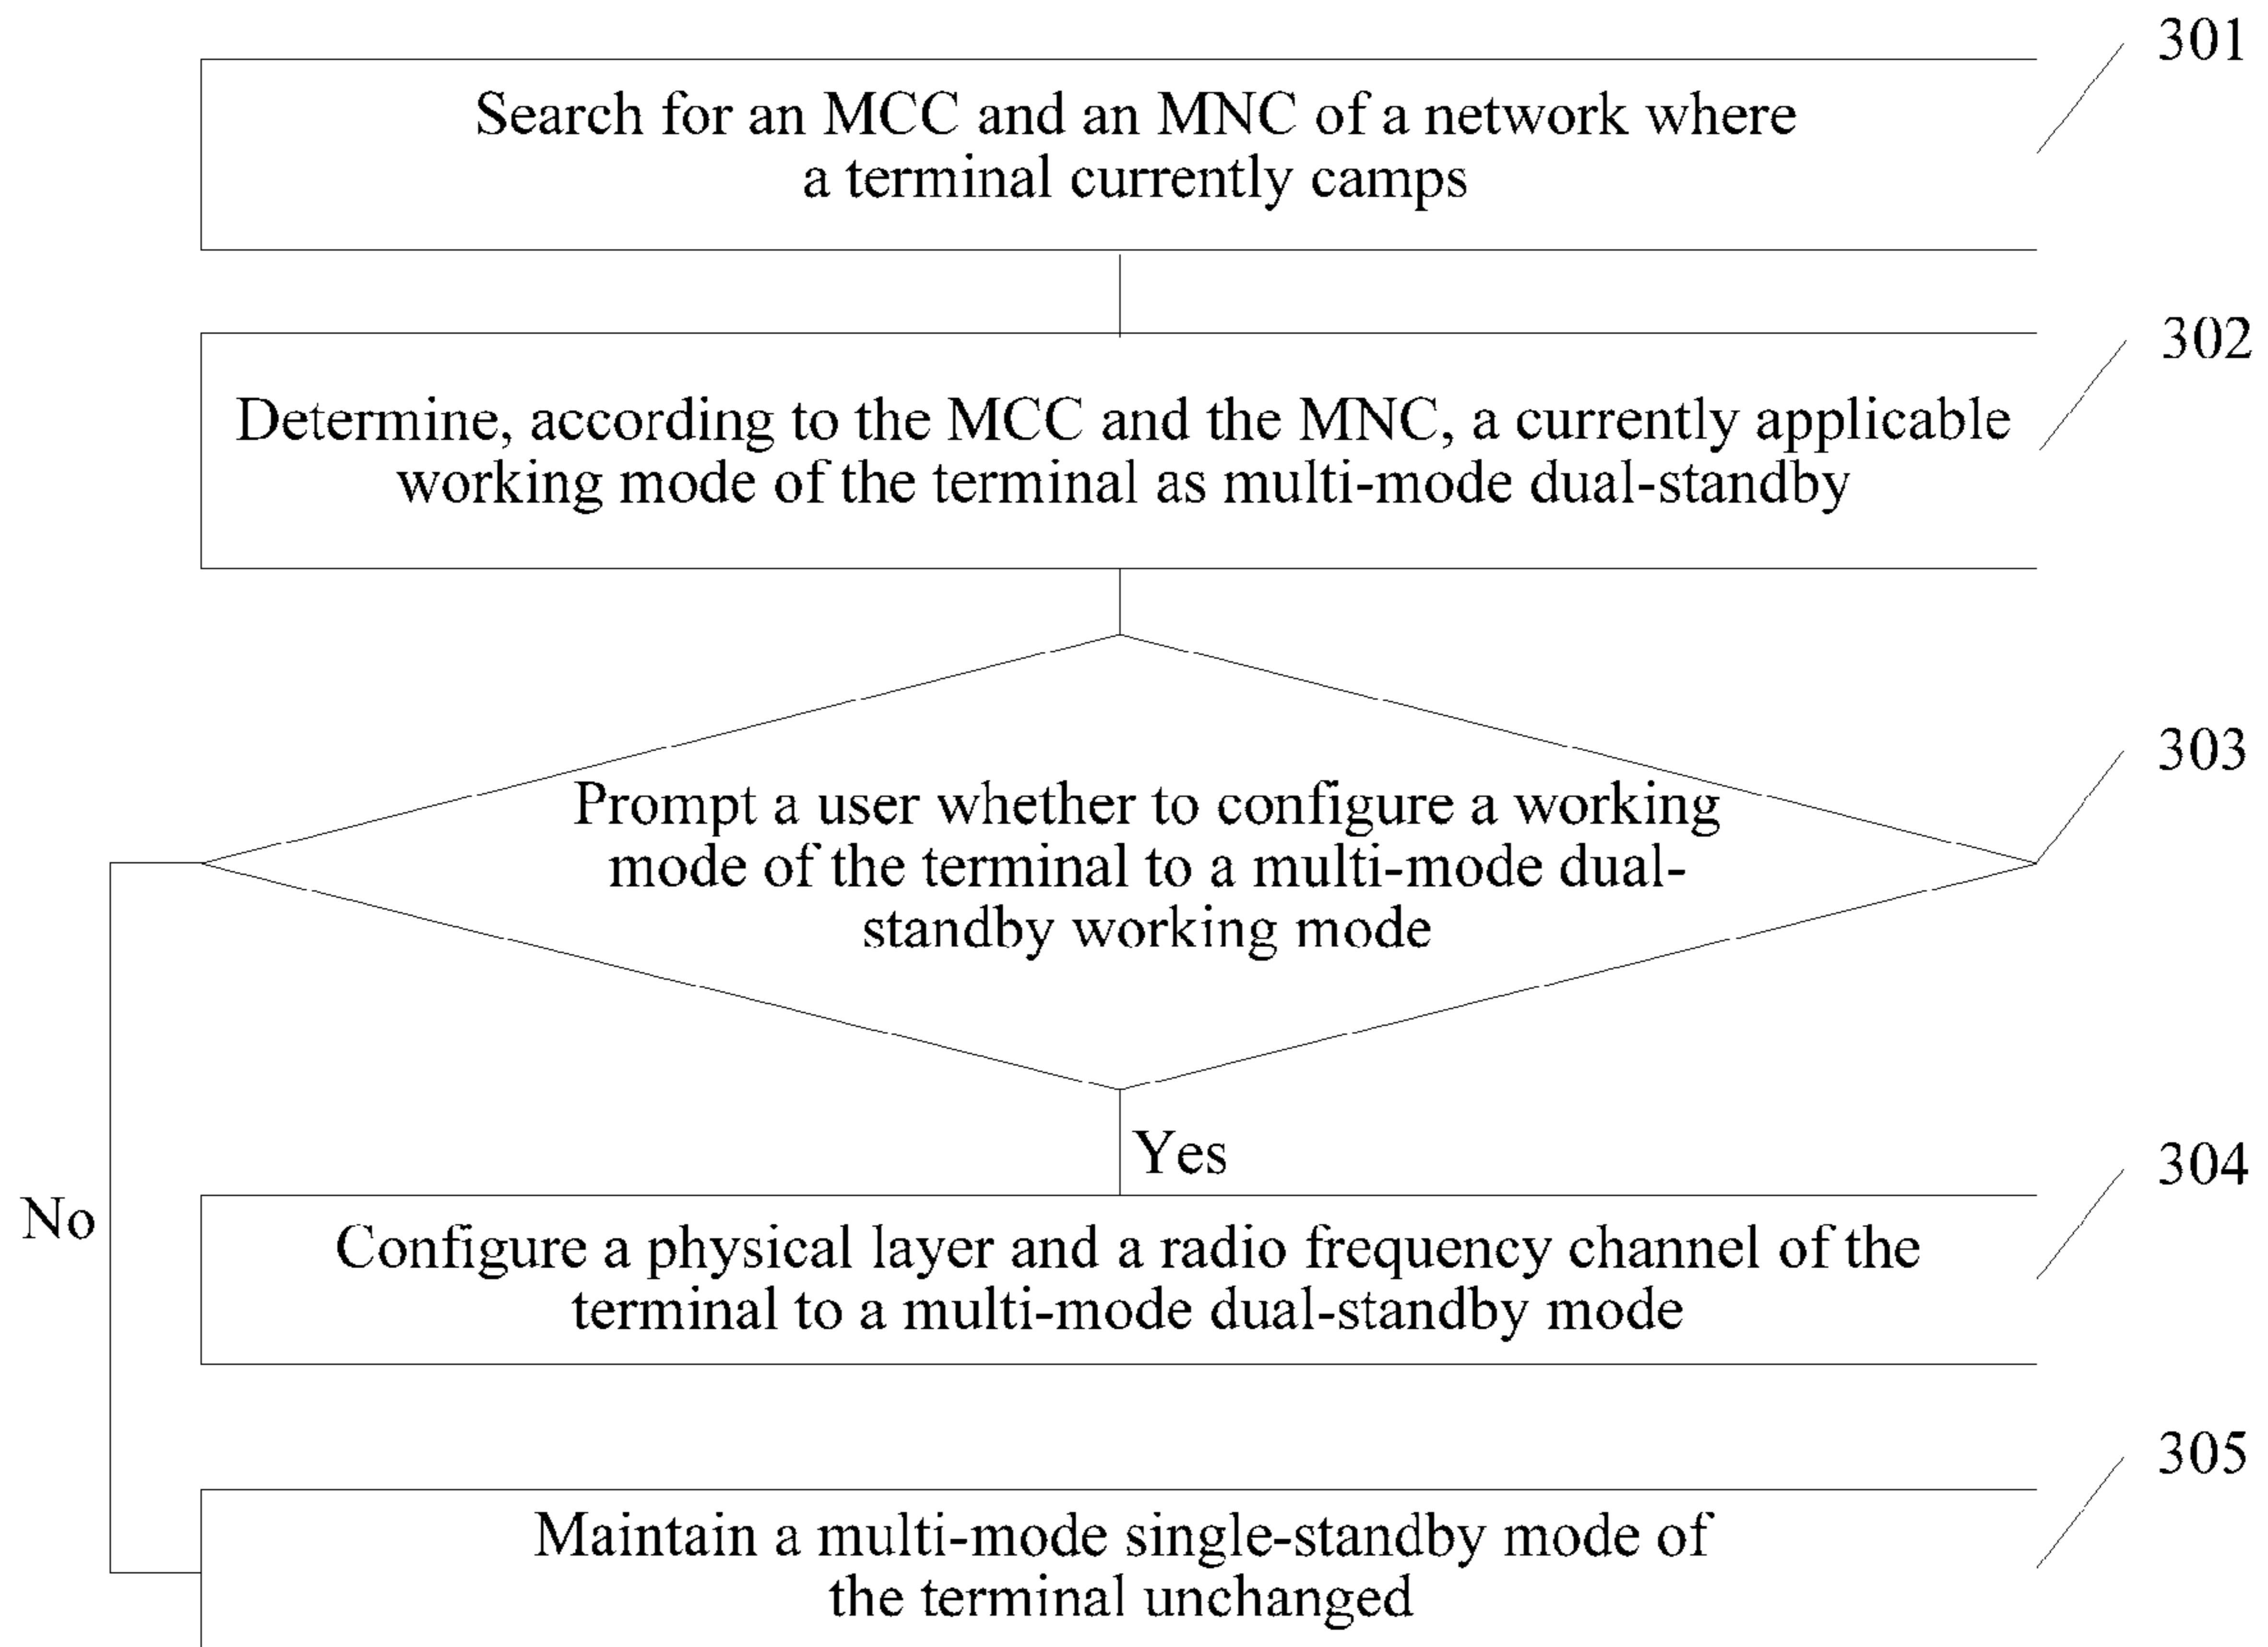 301
Search for an MCC and an MNC of a network where
a terminal currently camps
302
Determine, according to the MCC and the MNC, a currently applicable
working mode of the terminal as multi-mode dual-standby
303
Prompt a user whether to configure a working
mode of the terminal to a multi-mode dual-
standby working mode
Yes
304
No
Configure a physical layer and a radio frequency channel of the
terminal to a multi-mode dual-standby mode
305
Maintain a multi-mode single-standby mode of
the terminal unchanged